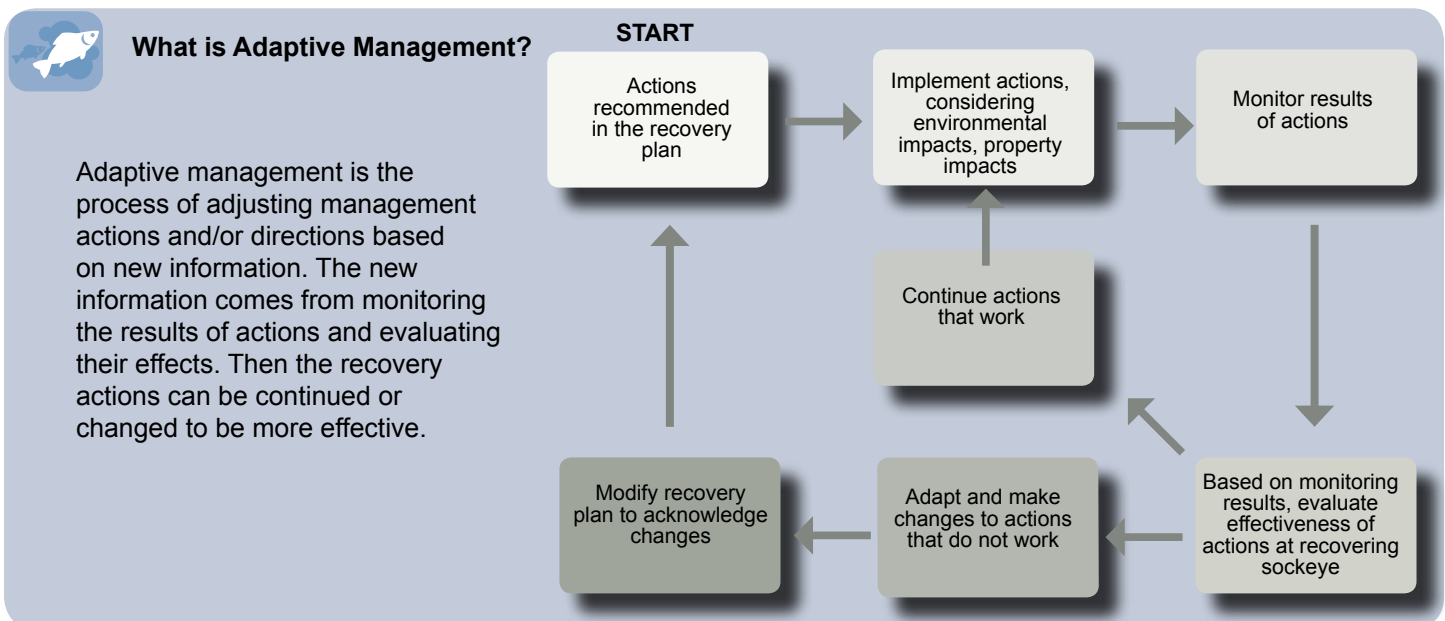 What is Adaptive Management?
Adaptive management is the
process of adjusting management
actions and/or directions based
on new information. The new
information comes from monitoring
the results of actions and evaluating
their effects. Then the recovery
actions can be continued or
changed to be more effective.
START
Actions
recommended
in the recovery
plan
Implement actions,
considering
environmental
impacts, property
impacts
Monitor results
of actions
Continue actions
that work
Based on monitoring
results, evaluate
effectiveness of
actions at recovering
sockeye
Adapt and make
changes to actions
that do not work
Modify recovery
plan to acknowledge
changes